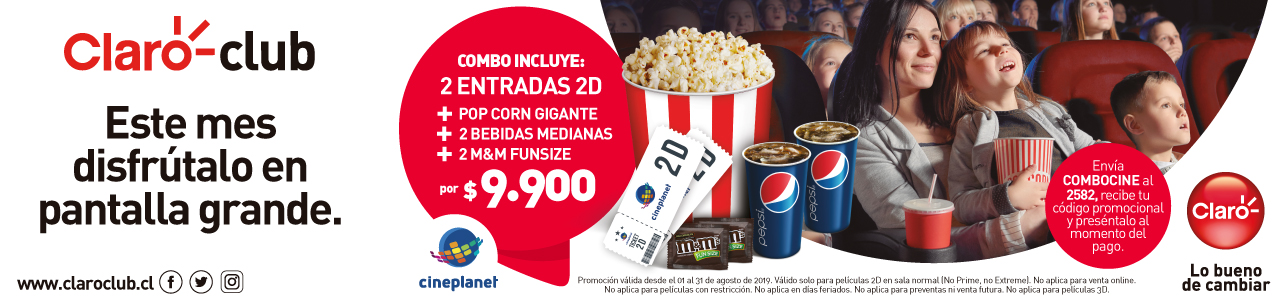 Claro-club
Este mes
disfrútalo en
pantalla grande.
www.claroclub.cl
COMBO INCLUYE:
2 ENTRADAS 2D
+ POP CORN GIGANTE
+ 2 BEBIDAS MEDIANAS
+ 2 M&M FUNSIZE
por $9.900
cineplanet
2D
cineplanet
TICKET
2D
2D
pepsi
pepsi
m&m's
FUN SIZE
Envía
COMBOCINE al
2582, recibe tu
código promocional
y preséntalo al
momento del
pago.
Claro-
Lo bueno
de cambiar
Promoción válida desde el 01 al 31 de agosto de 2019. Válido solo para películas 2D en sala normal (No Prime, no Extreme). No aplica para venta online.
No aplica para películas con restricción. No aplica en días feriados. No aplica para preventas ni venta futura. No aplica para películas 3D.